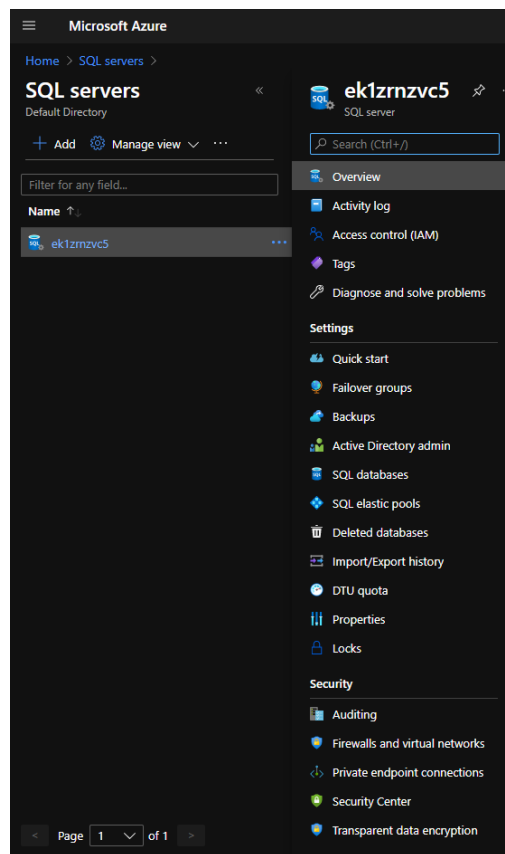 Microsoft Azure
Home > SQL servers >
SQL servers
«
Default Directory
+ Add Manage view ...
Filter for any field...
Name ↑↓
ek1zrnzvc5 ...
ek1zrnzvc5
SQL server
Search (Ctrl+/)
Overview
Activity log
Access control (IAM)
Tags
Diagnose and solve problems
Settings
Quick start
Failover groups
Backups
Active Directory admin
SQL databases
SQL elastic pools
Deleted databases
Import/Export history
DTU quota
Properties
Locks
Security
Auditing
Firewalls and virtual networks
Private endpoint connections
Security Center
Transparent data encryption
< Page 1 of 1 >